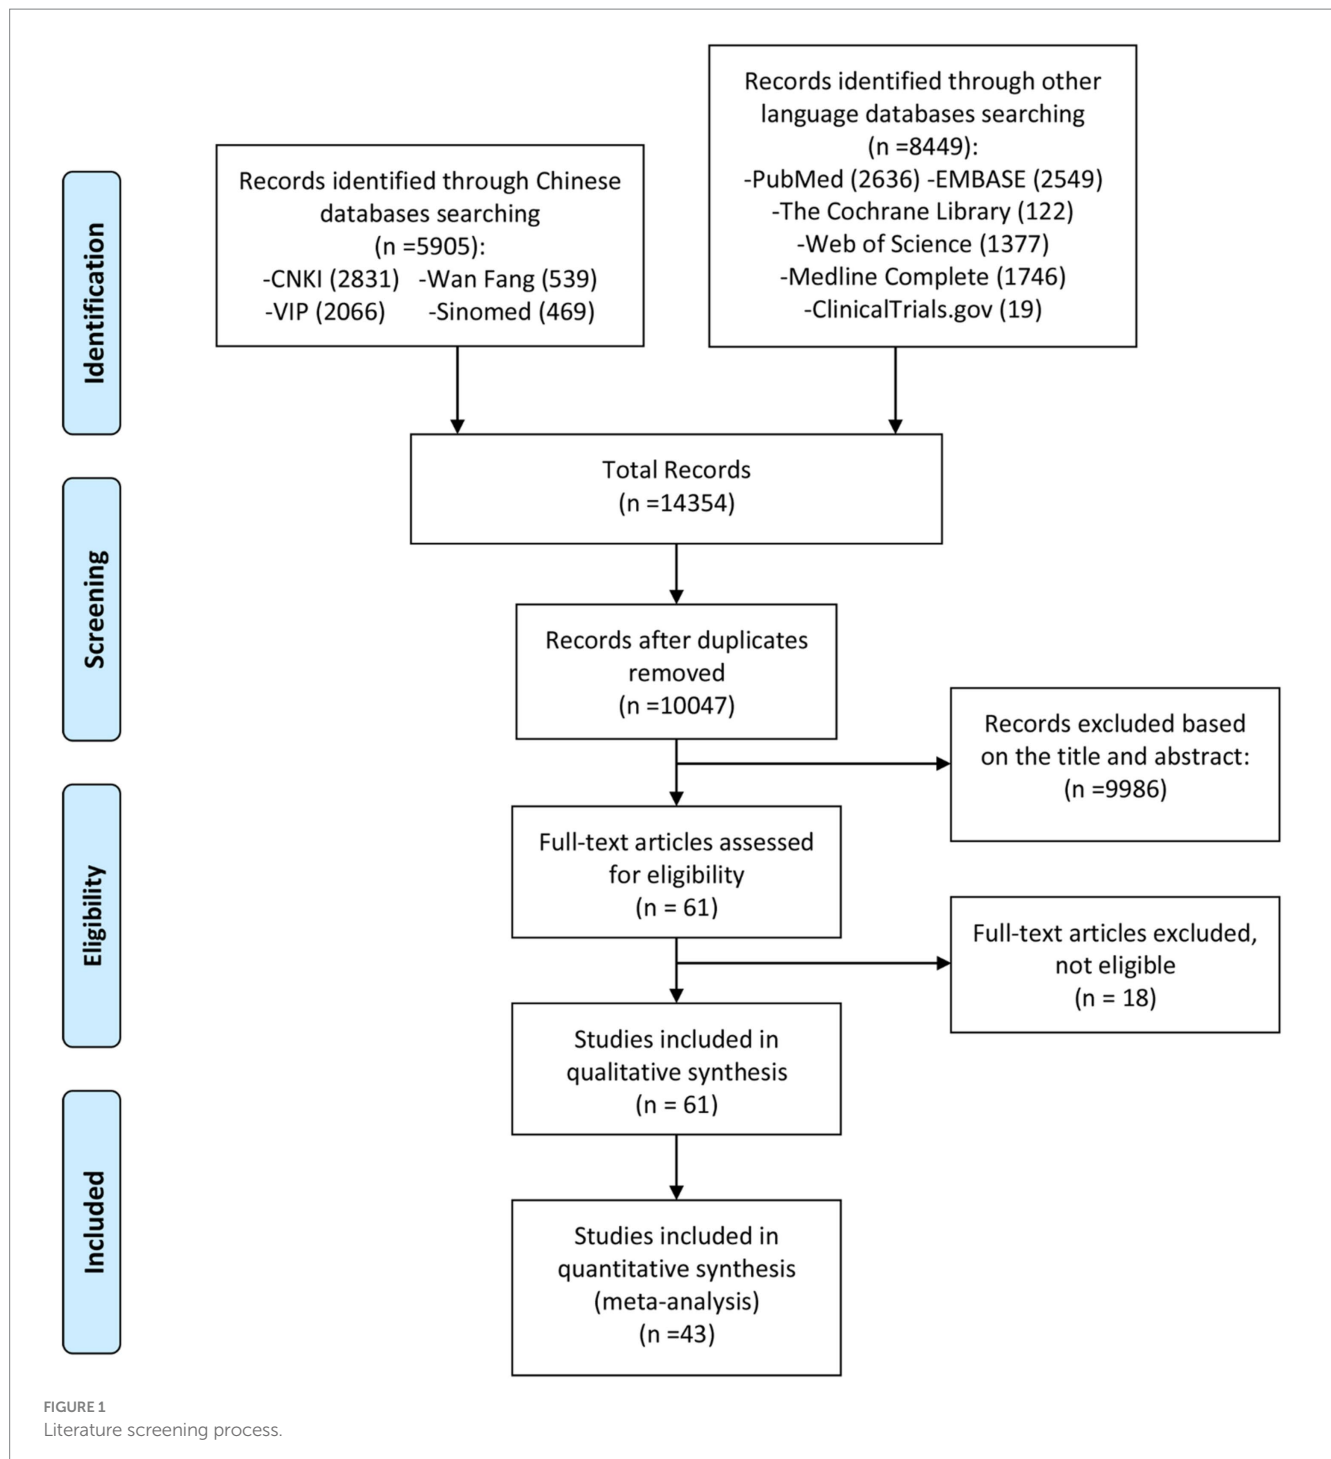 Identification
Records identified through Chinese
databases searching
(n =5905):
-CNKI (2831) -Wan Fang (539)
-VIP (2066) -Sinomed (469)
Records identified through other
language databases searching
(n =8449):
-PubMed (2636) -EMBASE (2549)
-The Cochrane Library (122)
-Web of Science (1377)
-Medline Complete (1746)
-ClinicalTrials.gov (19)
Total Records
(n =14354)
Screening
Records after duplicates
removed
(n =10047)
Records excluded based
on the title and abstract:
(n =9986)
Eligibility
Full-text articles assessed
for eligibility
(n = 61)
Full-text articles excluded,
not eligible
(n = 18)
Studies included in
qualitative synthesis
(n = 61)
Included
Studies included in
quantitative synthesis
(meta-analysis)
(n =43)
FIGURE 1
Literature screening process.